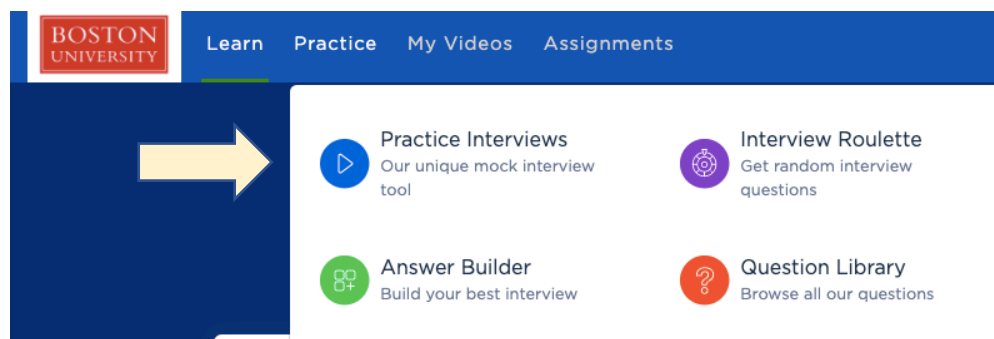 BOSTON
UNIVERSITY
Learn Practice My Videos Assignments
Practice Interviews
Our unique mock interview
tool
Interview Roulette
Get random interview
questions
Answer Builder
Build your best interview
Question Library
Browse all our questions